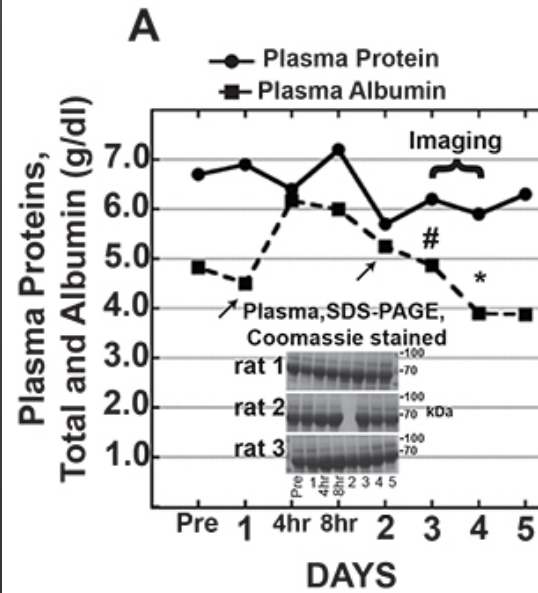 A
Plasma Protein
Plasma Albumin
Plasma Proteins,
Total and Albumin (g/dl)
Imaging
7.0
6.0
5.0
4.0
3.0
2.0
1.0
#
*
Plasma,SDS-PAGE,
Coomassie stained
rat 1
-100
-70
rat 2
-100
-70 kDa
rat 3
-100
-70
Pre 1 4hr 8hr 2 3 4 5
Pre 1 4hr 8hr 2 3 4 5
DAYS